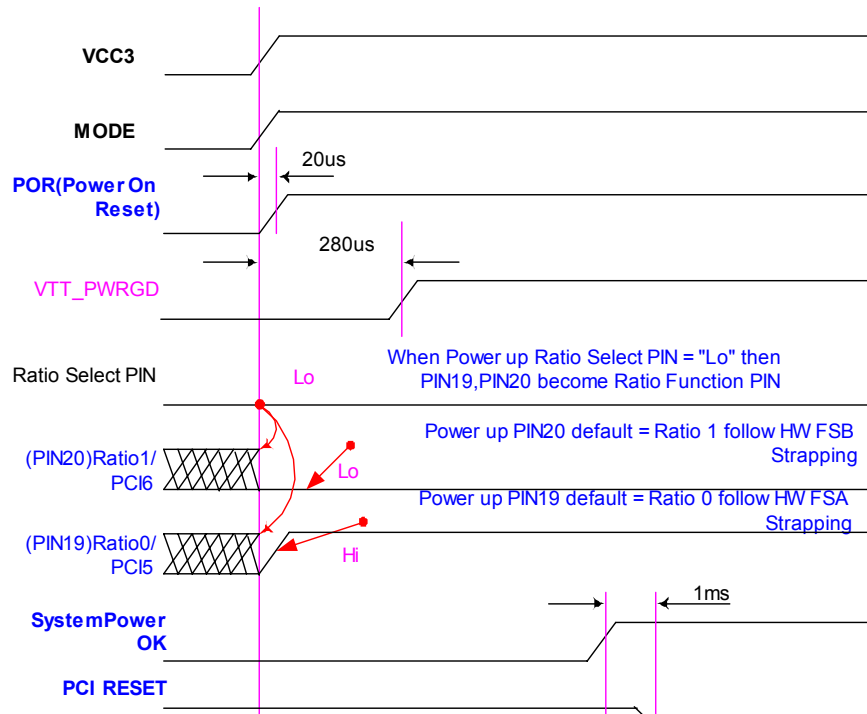 VCC3
MODE
20us
POR(Power On
Reset)
280us
VTT_PWRGD
When Power up Ratio Select PIN = "Lo" then
PIN19,PIN20 become Ratio Function PIN
Ratio Select PIN
Lo
Power up PIN20 default = Ratio 1 follow HW FSB
Strapping
(PIN20)Ratio1/
PCI6
Lo
Power up PIN19 default = Ratio 0 follow HW FSA
Strapping
(PIN19)Ratio0/
PCI5
Hi
1ms
SystemPower
OK
PCI RESET